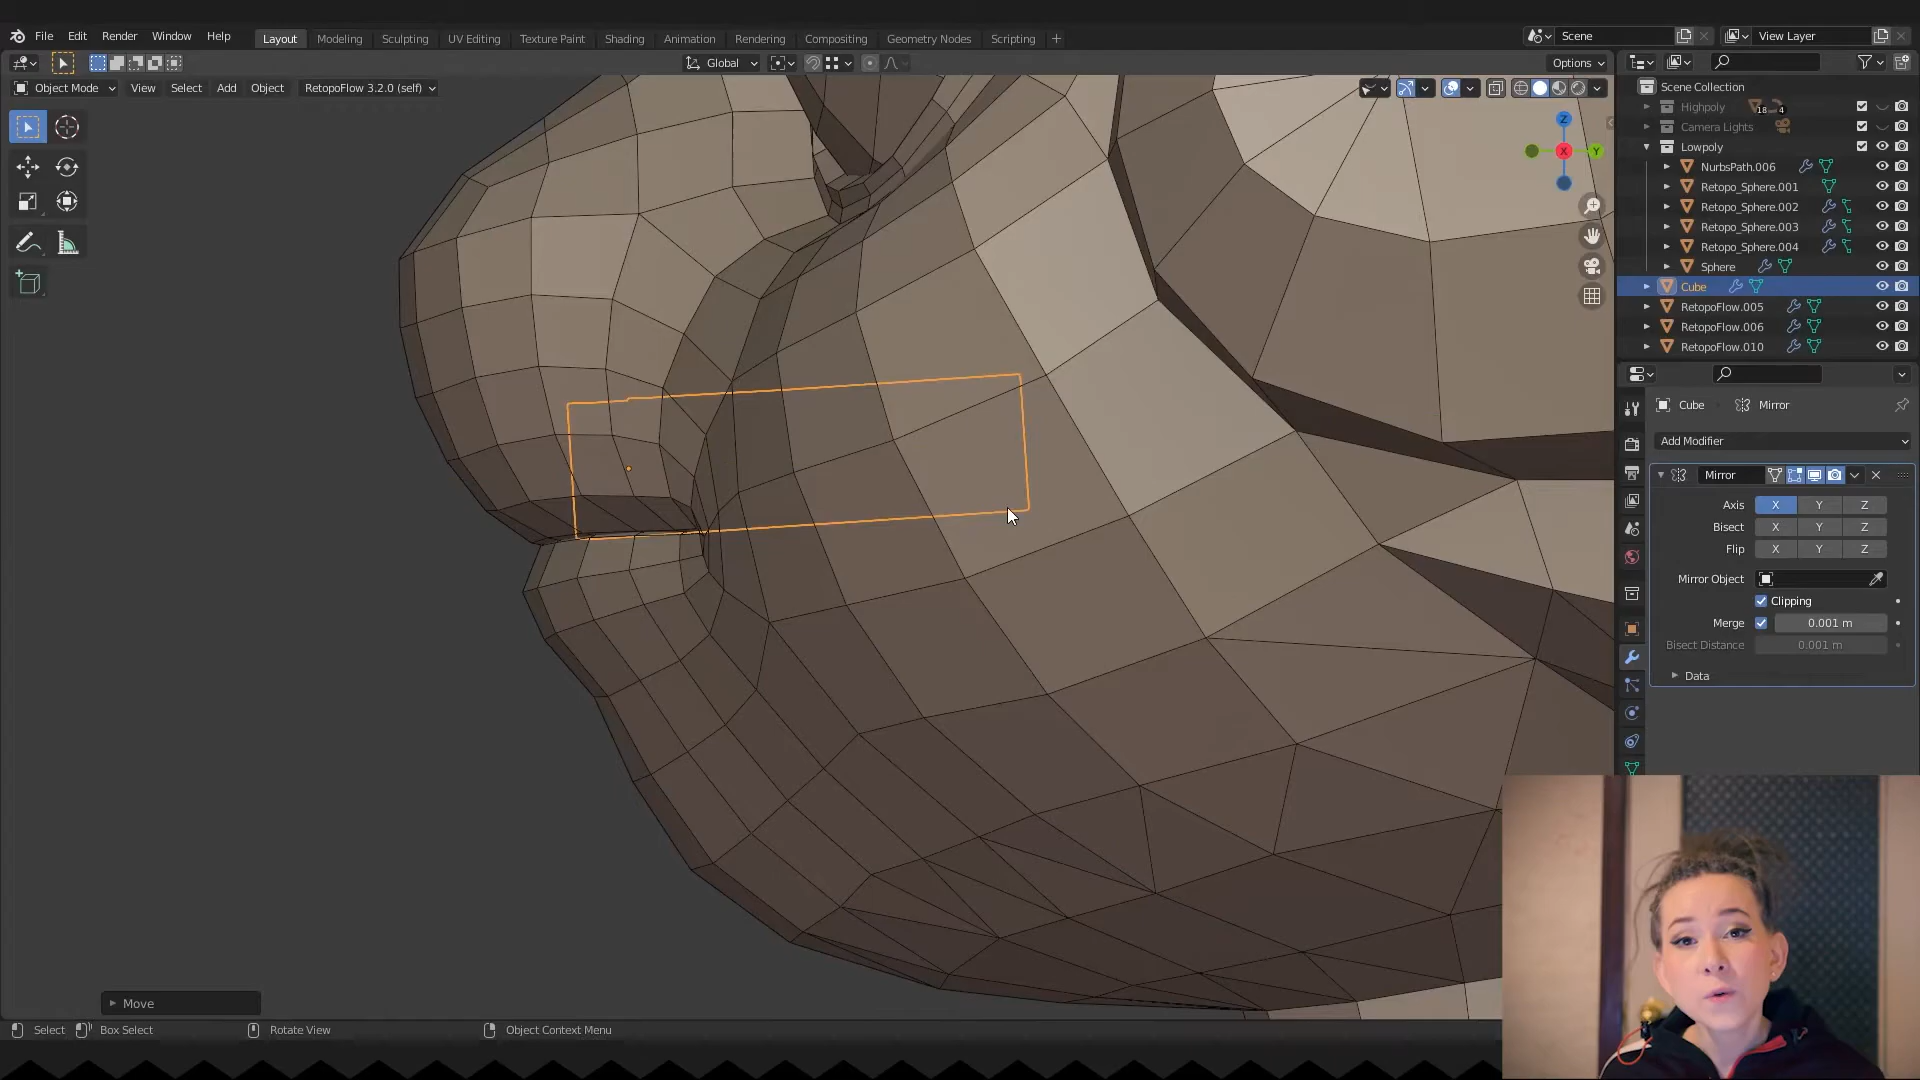 File Edit Render Window Help
Layout Modeling Sculpting UV Editing Texture Paint Shading Animation Rendering Compositing Geometry Nodes Scripting +
Scene
View Layer
Global
Options
Object Mode View Select Add Object RetopoFlow 3.2.0 (self)
Z
X
Y
Scene Collection
Highpoly 18 4
Camera Lights
Lowpoly
NurbsPath.006
Retopo_Sphere.001
Retopo_Sphere.002
Retopo_Sphere.003
Retopo_Sphere.004
Sphere
Cube
RetopoFlow.005
RetopoFlow.006
RetopoFlow.010
Cube Mirror
Add Modifier
Mirror
Axis X Y Z
Bisect X Y Z
Flip X Y Z
Mirror Object
Clipping
Merge 0.001 m
Bisect Distance 0.001 m
Data
Move
Select Box Select Rotate View Object Context Menu